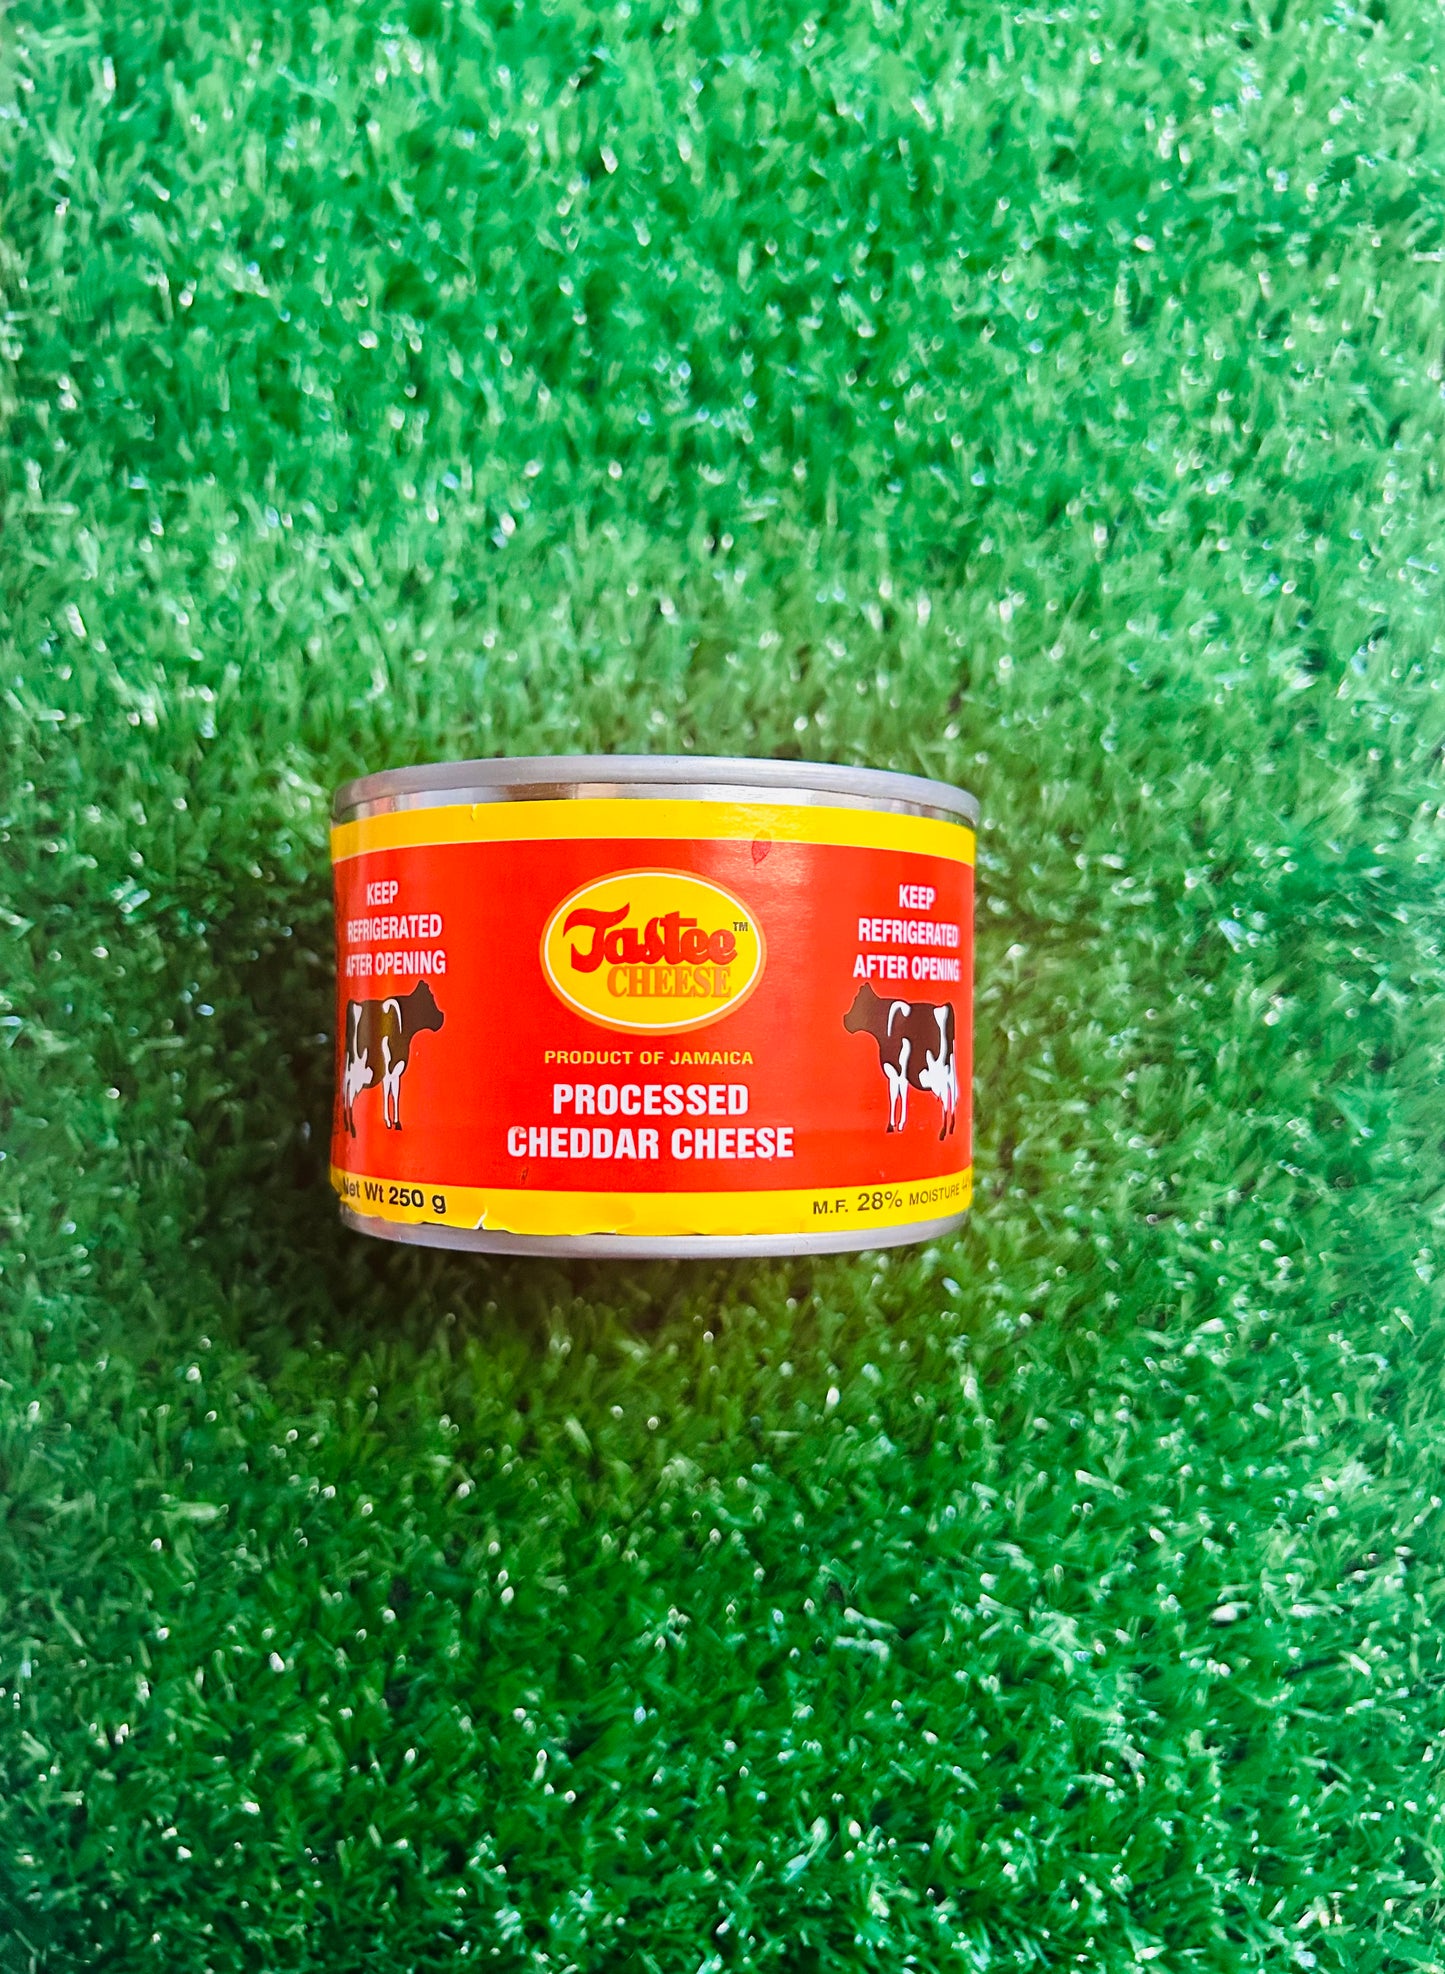 KEEP
REFRIGERATED
AFTER OPENING
Tastee™
CHEESE
PRODUCT OF JAMAICA
PROCESSED
CHEDDAR CHEESE
KEEP
REFRIGERATED
AFTER OPENING
Net Wt 250 g
M.F. 28% MOISTURE